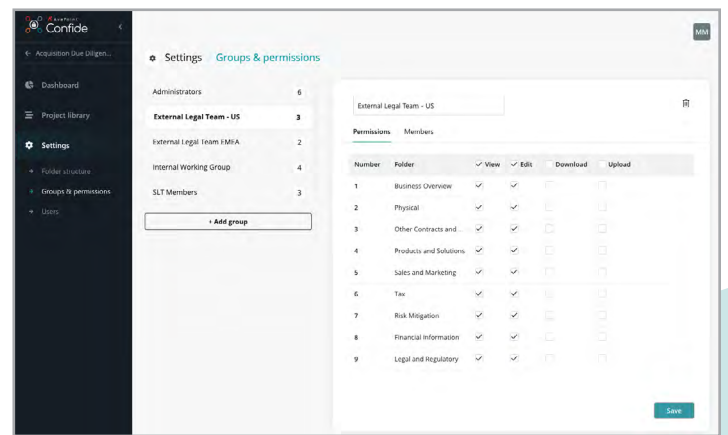 AvePoint
Confide
MM
Acquisition Due Diligen...
Settings Groups & permissions
Dashboard
Project library
Settings
Folder structure
Groups & permissions
Users
Administrators 6
External Legal Team - US 3
External Legal Team EMEA 2
Internal Working Group 4
SLT Members 3
+ Add group
External Legal Team - US
Permissions Members
Number Folder View Edit Download Upload
1 Business Overview
2 Physical
3 Other Contracts and ...
4 Products and Solutions
5 Sales and Marketing
6 Tax
7 Risk Mitigation
8 Financial Information
9 Legal and Regulatory
Save